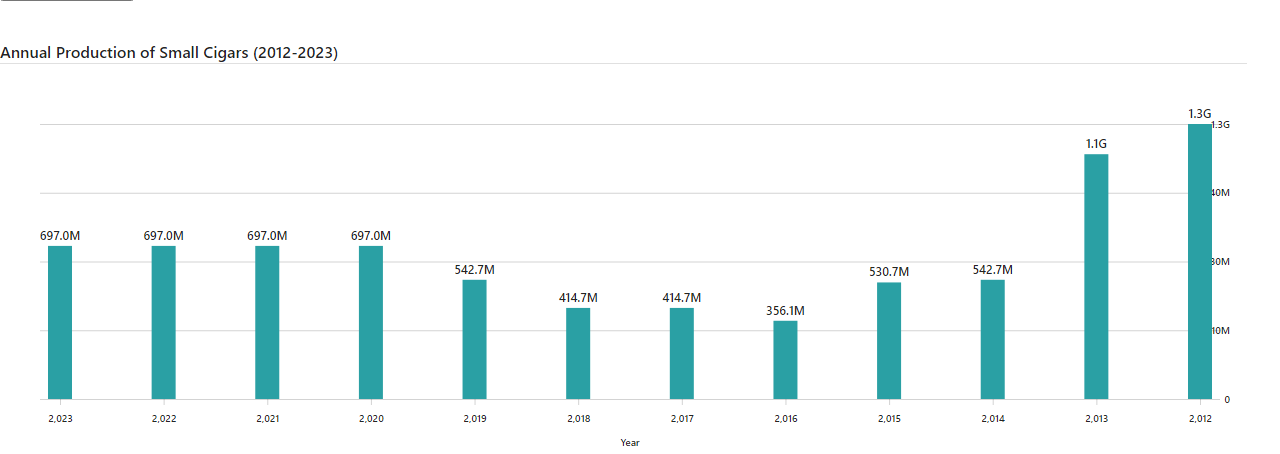 Annual Production of Small Cigars (2012-2023)
1.3G
1.3G
1.1G
697.0M 697.0M 697.0M 697.0M
542.7M 414.7M 414.7M 356.1M 530.7M 542.7M
0
2,023 2,022 2,021 2,020 2,019 2,018 2,017 2,016 2,015 2,014 2,013 2,012
Year